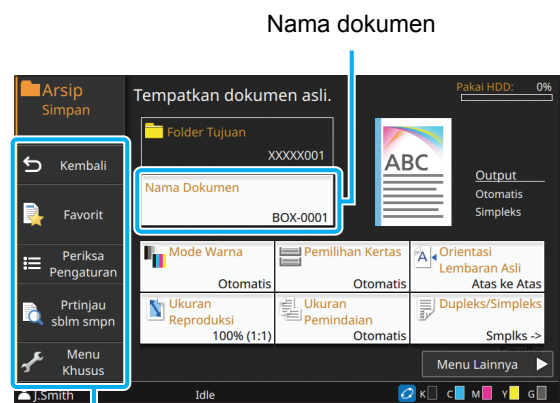 Nama dokumen
Arsip
Simpan
Tempatkan dokumen asli.
Pakai HDD: 0%
Folder Tujuan
XXXXX001
Nama Dokumen
BOX-0001
ABC
Output
Otomatis
Simpleks
Kembali
Favorit
Periksa
Pengaturan
Prtinjau
sblm smpn
Menu
Khusus
Mode Warna
Otomatis
Pemilihan Kertas
Otomatis
A
Orientasi
Lembaran Asli
Atas ke Atas
Ukuran
Reproduksi
100% (1:1)
Ukuran
Pemindaian
Otomatis
Dupleks/Simpleks
Smplks ->
Menu Lainnya
J.Smith
Idle
K C M Y G